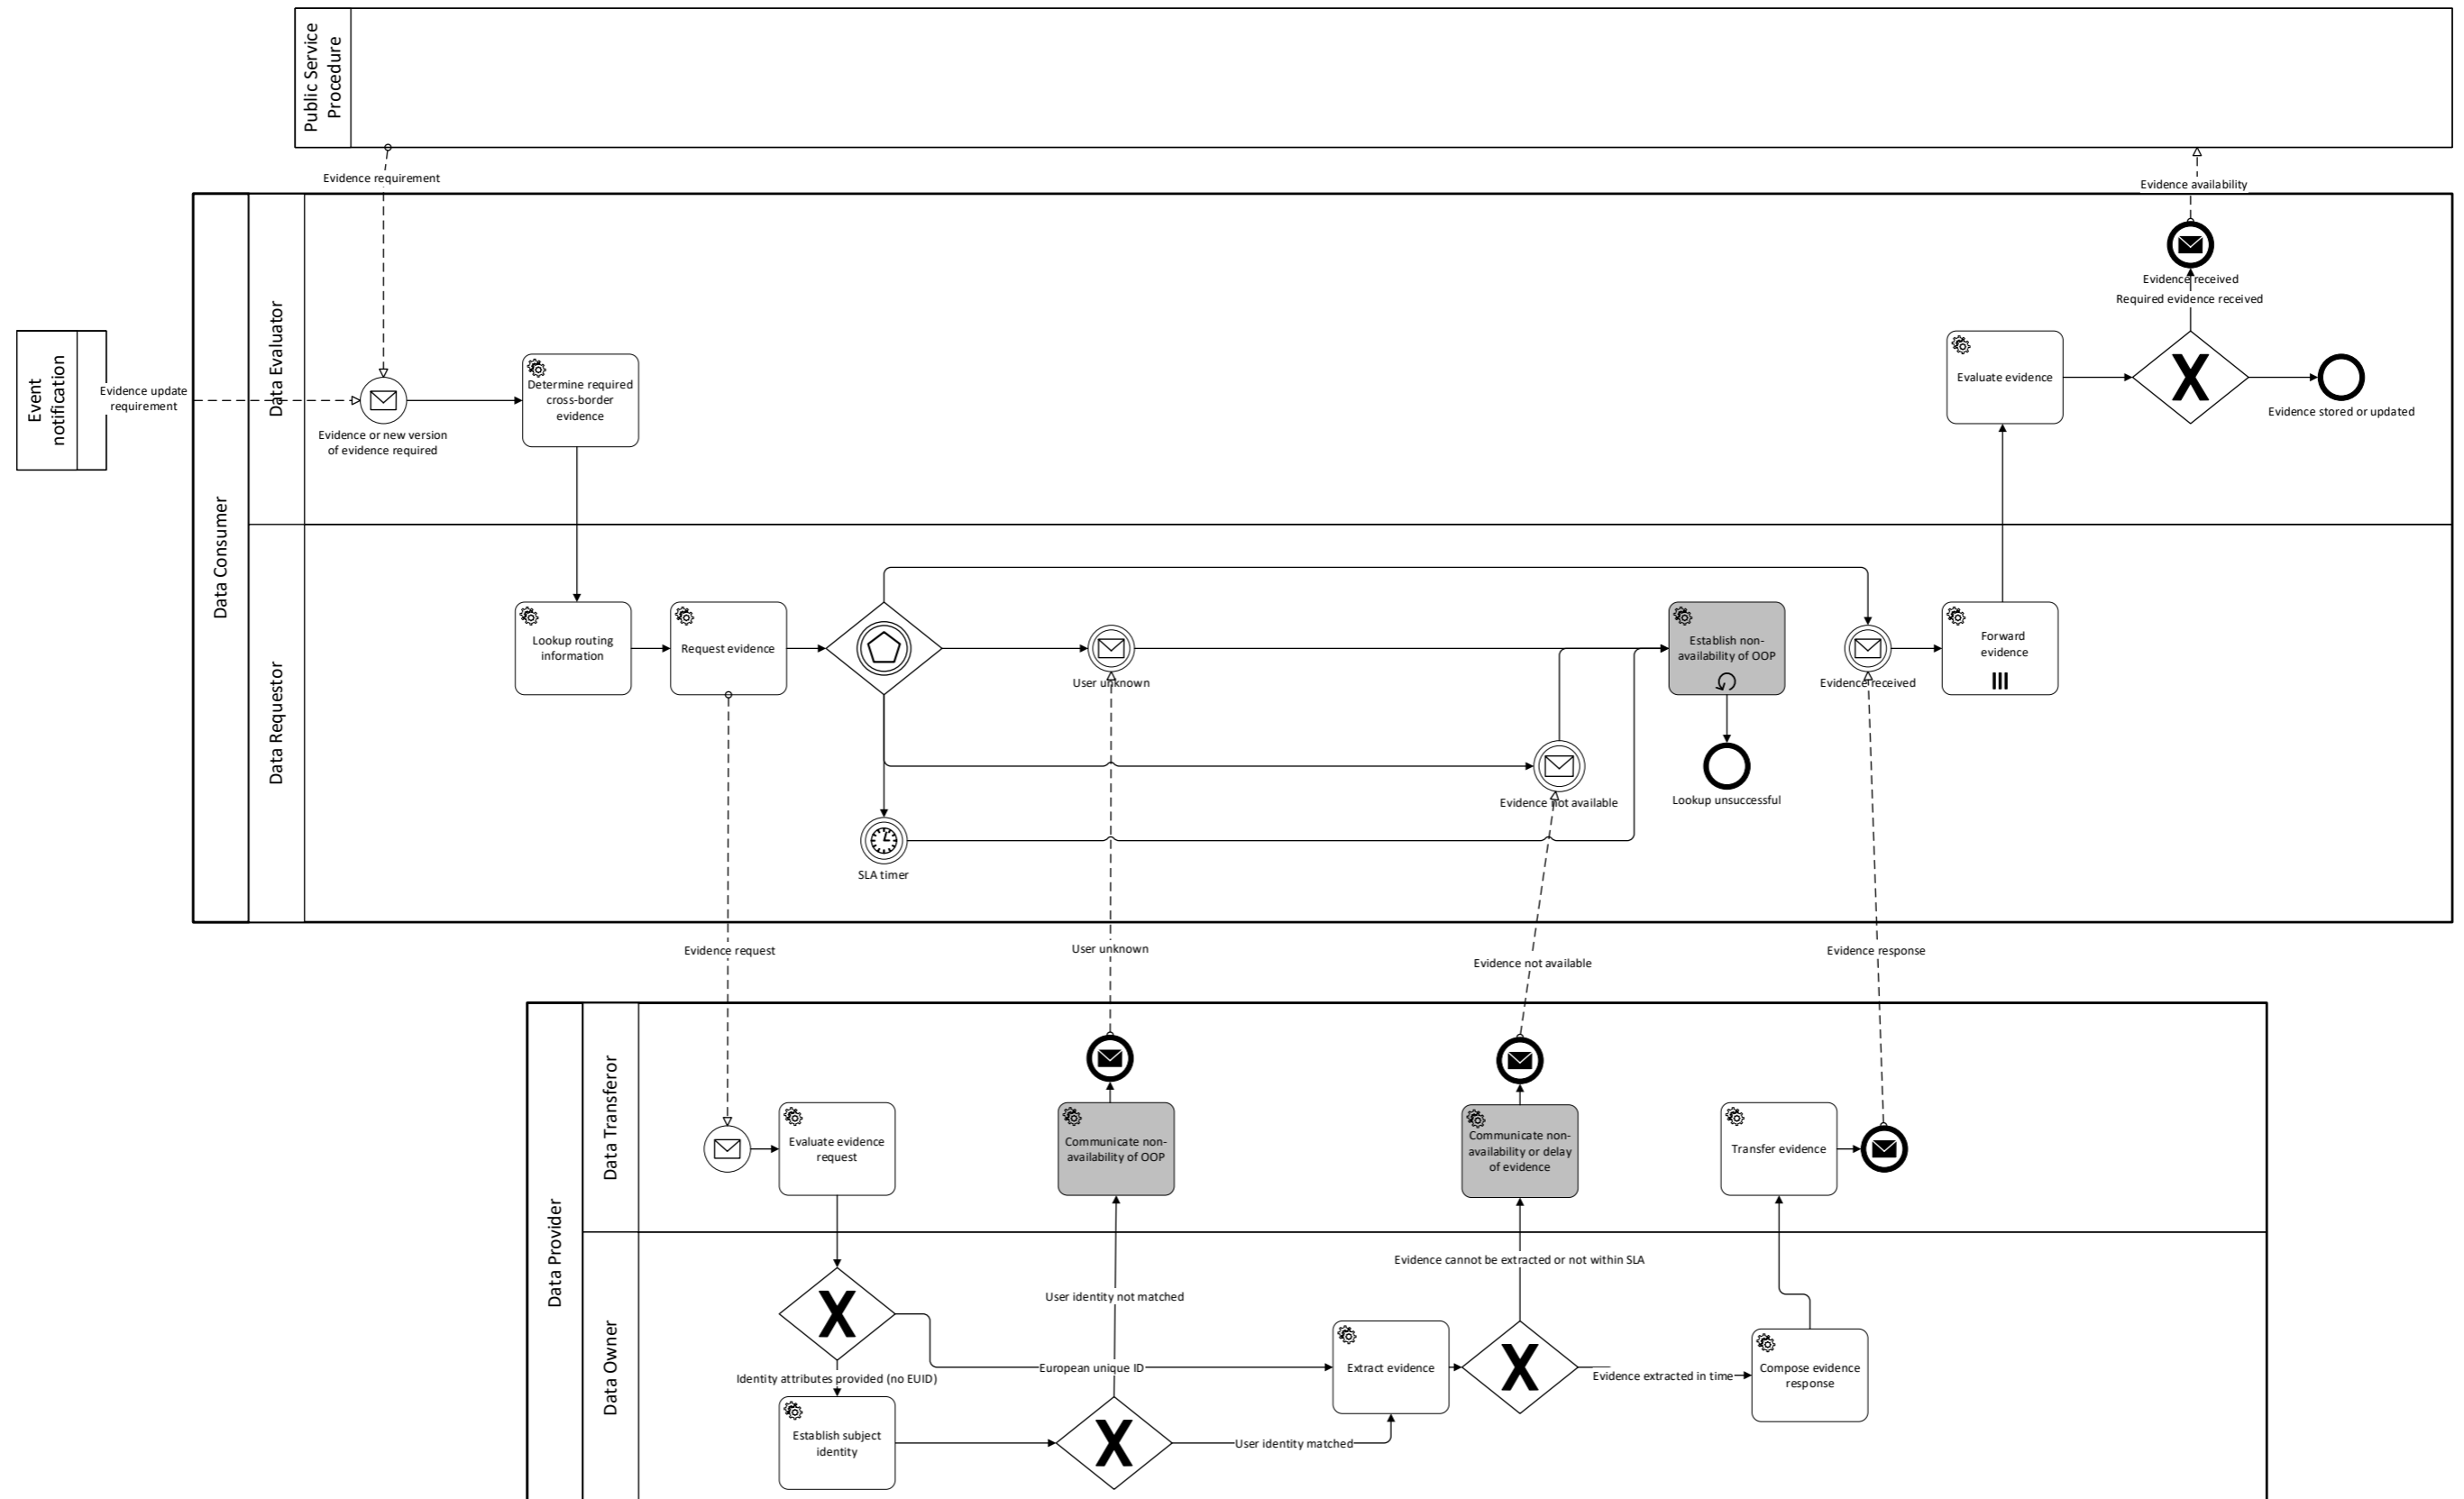 Public Service
Procedure
Evidence requirement
Evidence availability
Data Consumer
Data Evaluator
Evidence received
Required evidence received
Event
notification
Evidence update
requirement
Evidence or new version
of evidence required
Determine required
cross-border
evidence
Evaluate evidence
Evidence stored or updated
Data Requestor
Lookup routing
information
Request evidence
User unknown
Establish non-
availability of OOP
Evidence received
Forward
evidence
Evidence not available
Lookup unsuccessful
SLA timer
Evidence request
User unknown
Evidence not available
Evidence response
Data Provider
Data Transferor
Evaluate evidence
request
Communicate non-
availability of OOP
Communicate non-
availability or delay
of evidence
Transfer evidence
Data Owner
Evidence cannot be extracted or not within SLA
User identity not matched
X
European unique ID
Identity attributes provided (no EUID)
Extract evidence
X
Evidence extracted in time
Compose evidence
response
Establish subject
identity
X
User identity matched
X